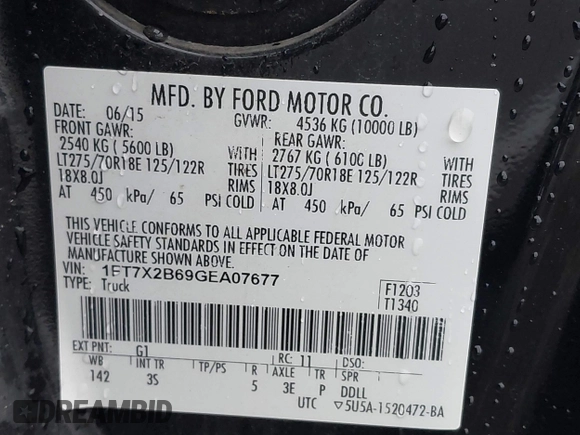 MFD. BY FORD MOTOR CO.
DATE: 06/15 GVWR: 4536 KG (10000 LB)
FRONT GAWR: REAR GAWR:
2540 KG ( 5600 LB) WITH 2767 KG ( 6100 LB) WITH
LT275/70R18E 125/122R TIRES LT275/70R18E 125/122R TIRES
18X8.0J RIMS 18X8.0J RIMS
AT 450 kPa/ 65 PSI COLD AT 450 kPa/ 65 PSI COLD
THIS VEHICLE CONFORMS TO ALL APPLICABLE FEDERAL MOTOR
VEHICLE SAFETY STANDARDS IN EFFECT ON THE DATE OF
MANUFACTURE SHOWN ABOVE.
VIN: 1FT7X2B69GEA07677
TYPE: Truck
F1203
T1340
EXT PNT: G1 RC: 11 DSO:
WB INT TR TP/PS R AXLE TR SPR
142 3S 5 3E P DDLL
UTC ▽5U5A-1520472-BA
DREAMBID